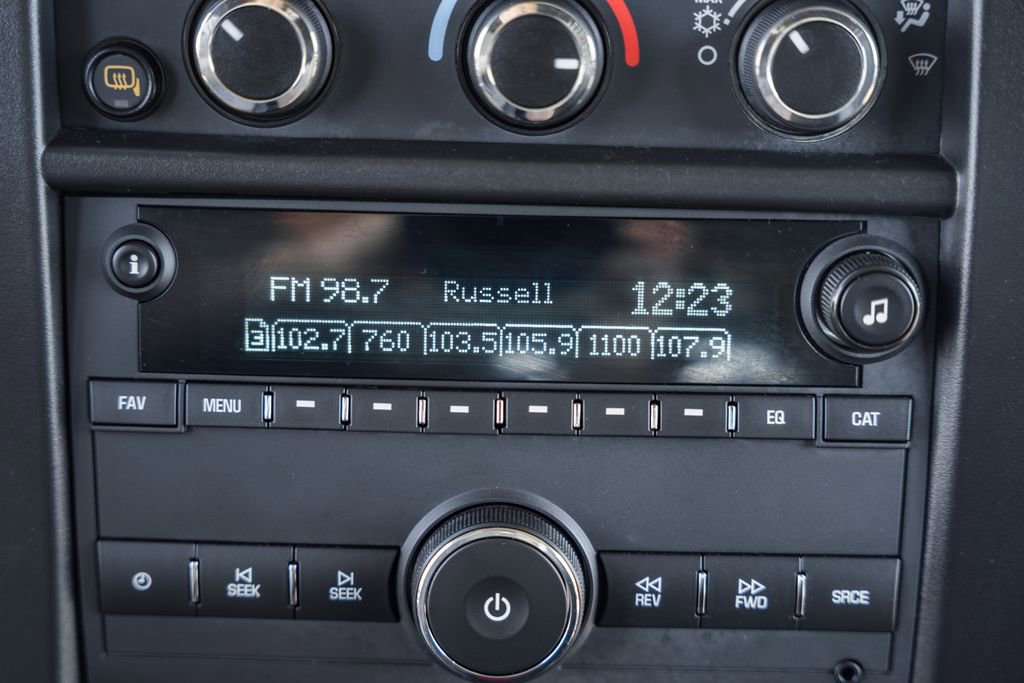 MAX
i
FM 98.7 Russell 12:23
3 102.7 760 103.5 105.9 1100 107.9
FAV MENU EQ CAT
SEEK SEEK REV FWD SRCE